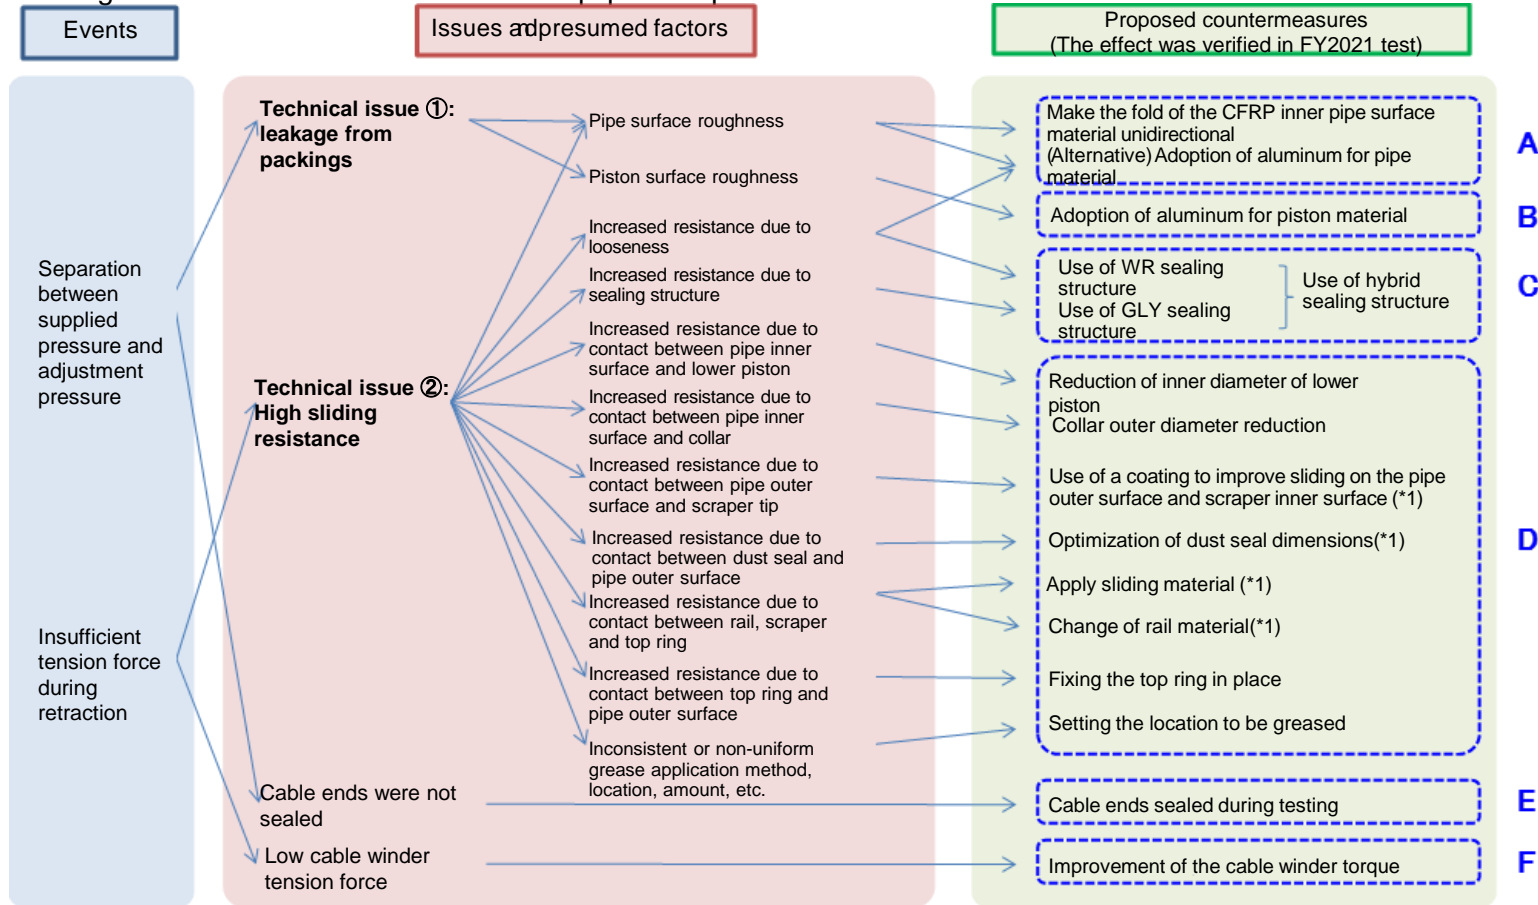 Events
Issues adpresumed factors
Proposed countermeasures
(The effect was verified in FY2021 test)
Separation
between
supplied
pressure and
adjustment
pressure
Insufficient
tension force
during
retraction
Technical issue ①:
leakage from
packings
Technical issue ②:
High sliding
resistance
Cable ends were not
sealed
Low cable winder
tension force
Pipe surface roughness
Piston surface roughness
Increased resistance due to
looseness
Increased resistance due to
sealing structure
Increased resistance due to
contact between pipe inner
surface and lower piston
Increased resistance due to
contact between pipe inner
surface and collar
Increased resistance due to
contact between pipe outer
surface and scraper tip
Increased resistance due to
contact between dust seal and
pipe outer surface
Increased resistance due to
contact between rail, scraper
and top ring
Increased resistance due to
contact between top ring and
pipe outer surface
Inconsistent or non-uniform
grease application method,
location, amount, etc.
Make the fold of the CFRP inner pipe surface
material unidirectional
(Alternative) Adoption of aluminum for pipe
material
A
Adoption of aluminum for piston material
B
Use of WR sealing
structure
Use of GLY sealing
structure
Use of hybrid
sealing structure
C
Reduction of inner diameter of lower
piston
Collar outer diameter reduction
Use of a coating to improve sliding on the pipe
outer surface and scraper inner surface (*1)
Optimization of dust seal dimensions(*1)
Apply sliding material (*1)
Change of rail material(*1)
Fixing the top ring in place
Setting the location to be greased
D
Cable ends sealed during testing
E
Improvement of the cable winder torque
F